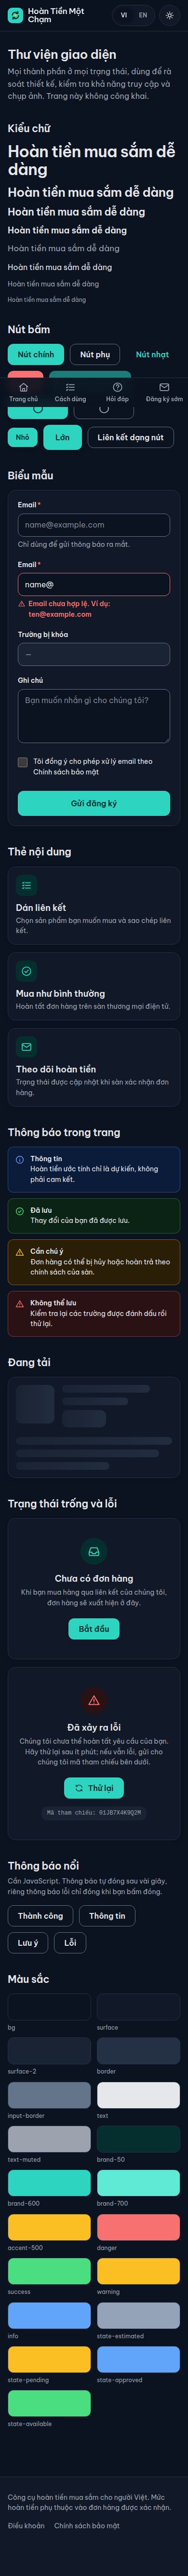 Hoàn Tiền Một Chạm
VI EN
Thư viện giao diện
Mọi thành phần ở mọi trạng thái, dùng để rà soát thiết kế, kiểm tra khả năng truy cập và chụp ảnh. Trang này không công khai.
Kiểu chữ
Hoàn tiền mua sắm dễ dàng
Hoàn tiền mua sắm dễ dàng
Hoàn tiền mua sắm dễ dàng
Hoàn tiền mua sắm dễ dàng
Hoàn tiền mua sắm dễ dàng
Hoàn tiền mua sắm dễ dàng
Hoàn tiền mua sắm dễ dàng
Hoàn tiền mua sắm dễ dàng
Nút bấm
Nút chính Nút phụ Nút nhạt
Trang chủ Cách dùng Hỏi đáp Đăng ký sớm
Nhỏ Lớn Liên kết dạng nút
Biểu mẫu
Email *
name@example.com
Chỉ dùng để gửi thông báo ra mắt.
Email *
name@
Email chưa hợp lệ. Ví dụ: ten@example.com
Trường bị khóa
—
Ghi chú
Bạn muốn nhắn gì cho chúng tôi?
Tôi đồng ý cho phép xử lý email theo Chính sách bảo mật
Gửi đăng ký
Thẻ nội dung
Dán liên kết
Chọn sản phẩm bạn muốn mua và sao chép liên kết.
Mua như bình thường
Hoàn tất đơn hàng trên sàn thương mại điện tử.
Theo dõi hoàn tiền
Trạng thái được cập nhật khi sàn xác nhận đơn hàng.
Thông báo trong trang
Thông tin
Hoàn tiền ước tính chỉ là dự kiến, không phải cam kết.
Đã lưu
Thay đổi của bạn đã được lưu.
Cần chú ý
Đơn hàng có thể bị hủy hoặc hoàn trả theo chính sách của sàn.
Không thể lưu
Kiểm tra lại các trường được đánh dấu rồi thử lại.
Đang tải
Trạng thái trống và lỗi
Chưa có đơn hàng
Khi bạn mua hàng qua liên kết của chúng tôi, đơn hàng sẽ xuất hiện ở đây.
Bắt đầu
Đã xảy ra lỗi
Chúng tôi chưa thể hoàn tất yêu cầu của bạn. Hãy thử lại sau ít phút; nếu vẫn lỗi, gửi cho chúng tôi mã tham chiếu bên dưới.
Thử lại
Mã tham chiếu: 01JB7X4K9Q2M
Thông báo nổi
Cần JavaScript. Thông báo tự đóng sau vài giây, riêng thông báo lỗi chỉ đóng khi bạn bấm đóng.
Thành công Thông tin
Lưu ý Lỗi
Màu sắc
bg surface
surface-2 border
input-border text
text-muted brand-50
brand-600 brand-700
accent-500 danger
success warning
info state-estimated
state-pending state-approved
state-available
Công cụ hoàn tiền mua sắm cho người Việt. Mức hoàn tiền phụ thuộc vào đơn hàng được xác nhận.
Điều khoản Chính sách bảo mật